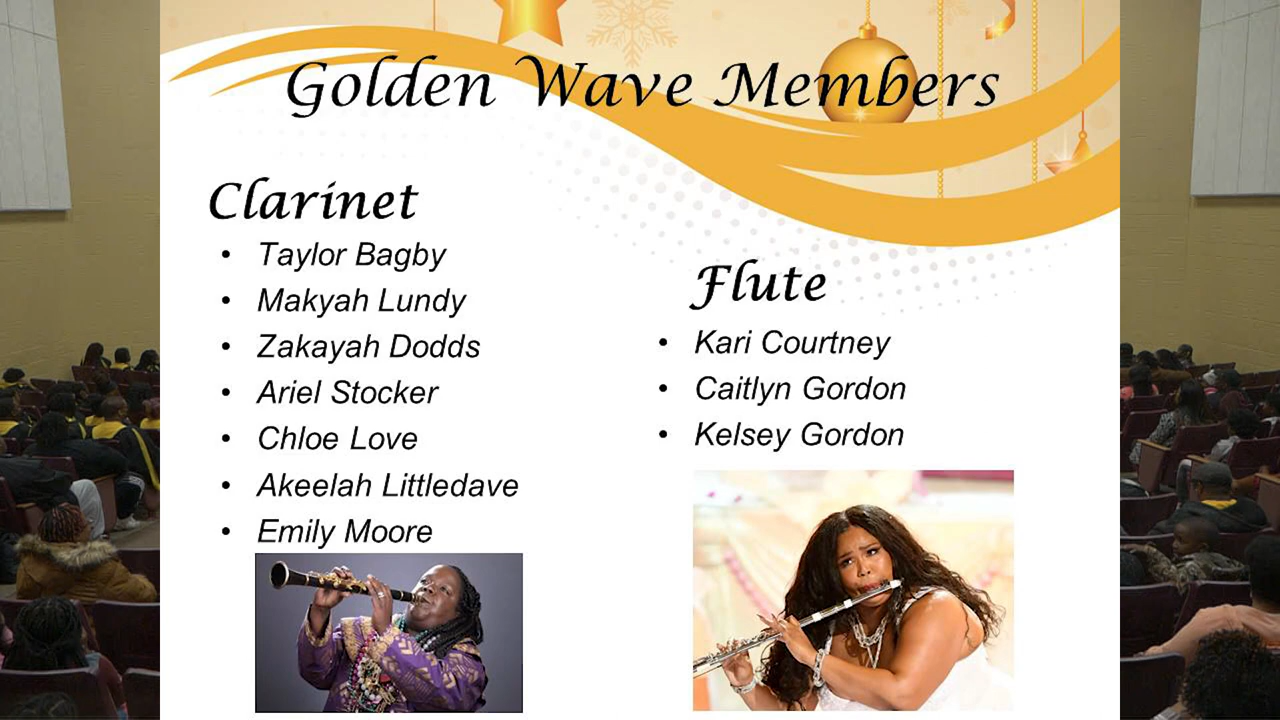 Golden Wave Members
Clarinet
• Taylor Bagby
• Makyah Lundy
• Zakayah Dodds
• Ariel Stocker
• Chloe Love
• Akeelah Littledave
• Emily Moore
Flute
• Kari Courtney
• Caitlyn Gordon
• Kelsey Gordon